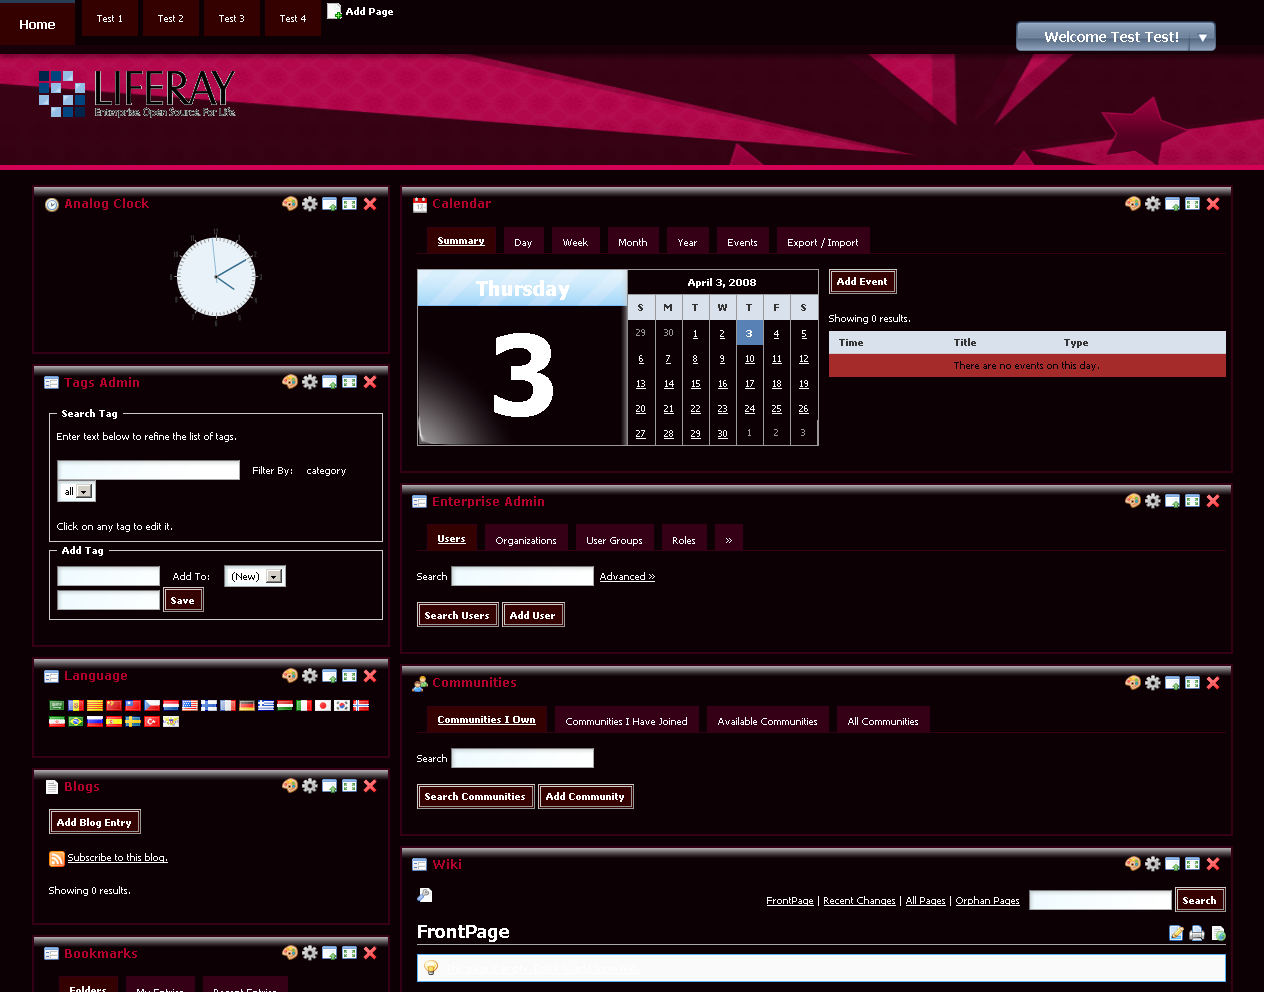 Home
Test 1
Test 2
Test 3
Test 4
Add Page
Welcome Test Test!
LIFERAY
Enterprise. Open Source. For Life.
Analog Clock
Tags Admin
Search Tag
Enter text below to refine the list of tags.
Filter By: category
all
Click on any tag to edit it.
Add Tag
Add To: (New)
Save
Language
Blogs
Add Blog Entry
Subscribe to this blog.
Showing 0 results.
Bookmarks
Folders My Entries Recent Entries
Calendar
Summary Day Week Month Year Events Export / Import
Thursday
3
April 3, 2008
S M T W T F S
29 30 1 2 3 4 5
6 7 8 9 10 11 12
13 14 15 16 17 18 19
20 21 22 23 24 25 26
27 28 29 30 1 2 3
Add Event
Showing 0 results.
Time Title Type
There are no events on this day.
Enterprise Admin
Users Organizations User Groups Roles »
Search Advanced »
Search Users Add User
Communities
Communities I Own Communities I Have Joined Available Communities All Communities
Search
Search Communities Add Community
Wiki
FrontPage | Recent Changes | All Pages | Orphan Pages Search
FrontPage